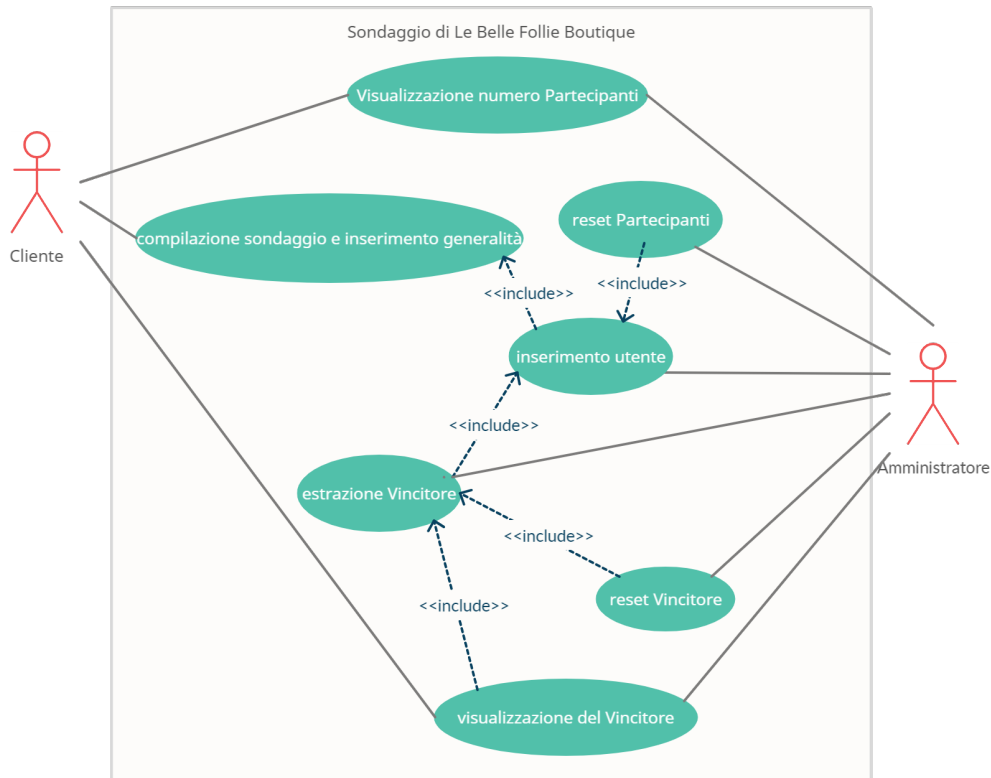 Sondaggio di Le Belle Follie Boutique
Visualizzazione numero Partecipanti
reset Partecipanti
compilazione sondaggio e inserimento generalità
Cliente
<<include>>
<<include>>
inserimento utente
<<include>>
Amministratore
estrazione Vincitore
<<include>>
reset Vincitore
<<include>>
visualizzazione del Vincitore